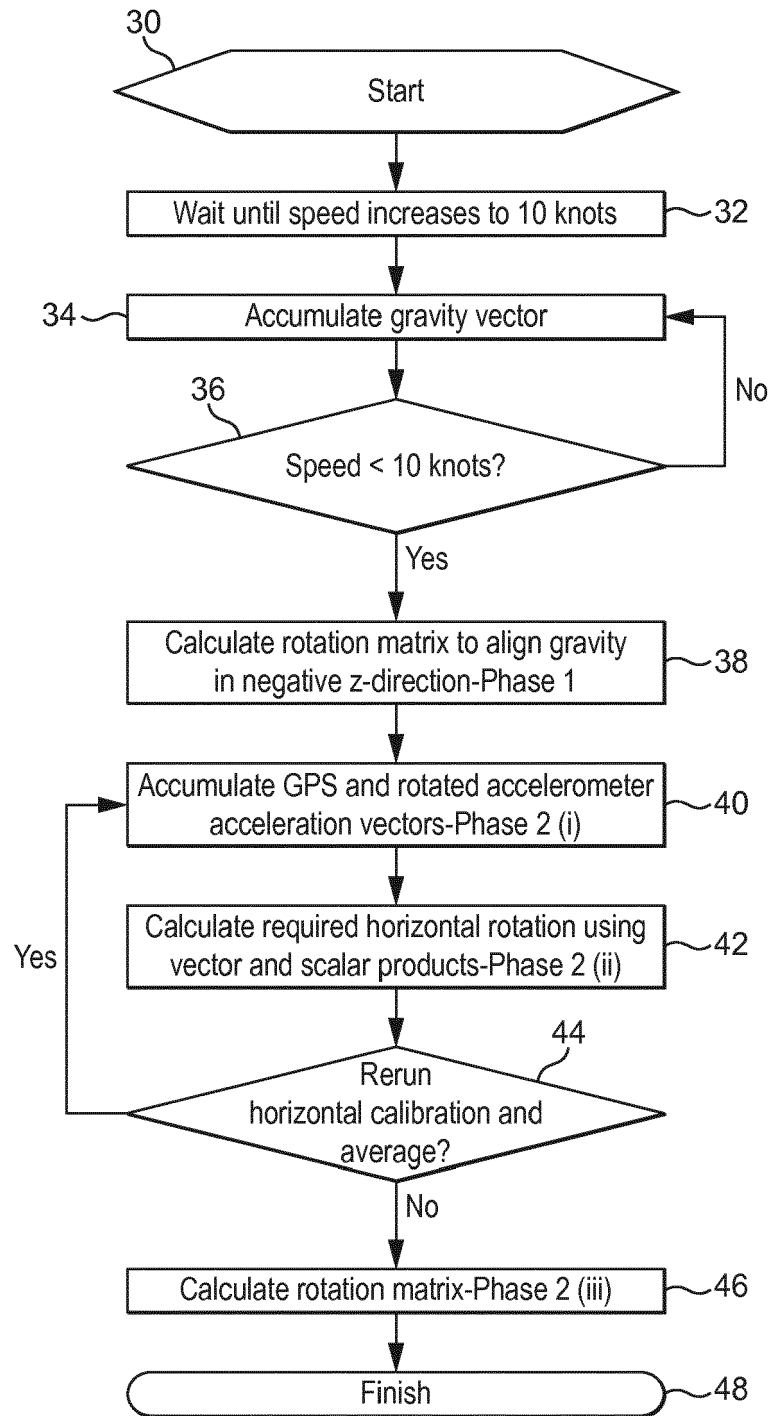 30
Start
Wait until speed increases to 10 knots
32
34
Accumulate gravity vector
No
36
Speed < 10 knots?
Yes
Calculate rotation matrix to align gravity
in negative z-direction-Phase 1
38
Accumulate GPS and rotated accelerometer
acceleration vectors-Phase 2 (i)
40
Calculate required horizontal rotation using
vector and scalar products-Phase 2 (ii)
42
Yes
44
Rerun
horizontal calibration and
average?
No
Calculate rotation matrix-Phase 2 (iii)
46
Finish
48